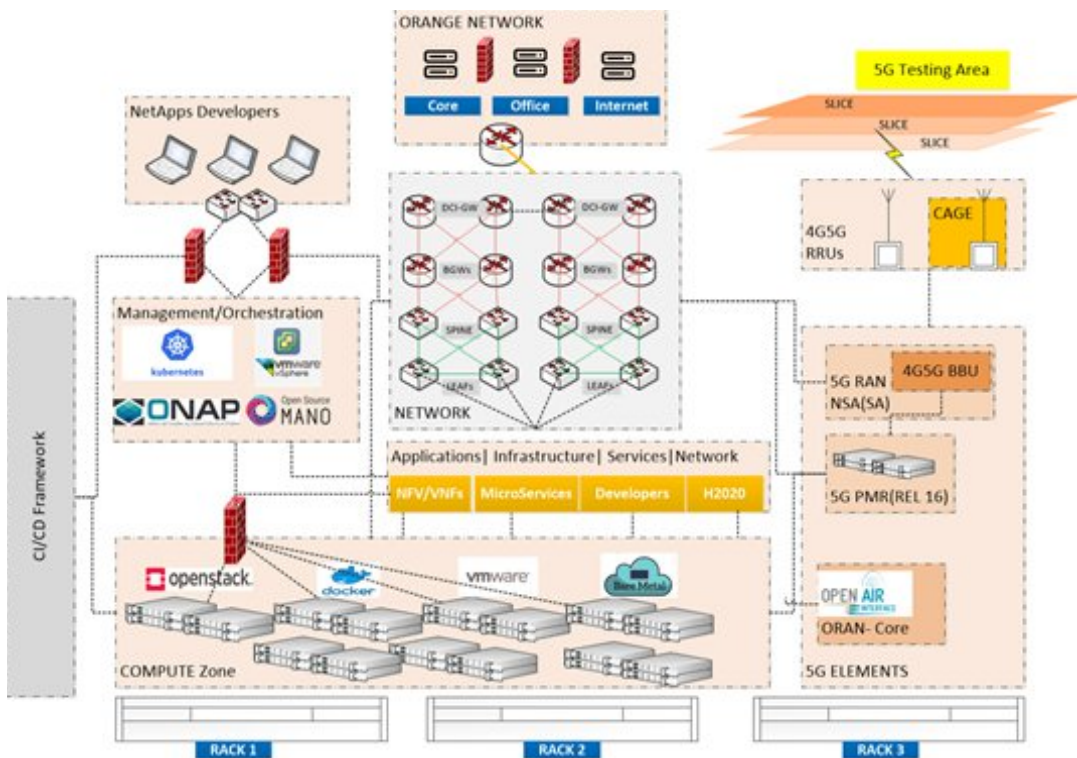 ORANGE NETWORK
Core
Office
Internet
5G Testing Area
SLICE
SLICE
SLICE
NetApps Developers
DCI-GW
DCI-GW
BGWs
BGWs
SPINE
SPINE
LEAFs
LEAFs
NETWORK
4G5G
RRUs
CAGE
CI/CD Framework
Management/Orchestration
kubernetes
vmware
vSphere
ONAP
Open Source
MANO
5G RAN
NSA(SA)
4G5G BBU
5G PMR(REL 16)
Applications| Infrastructure| Services|Network
NFV/VNFs
MicroServices
Developers
H2020
openstack.
docker
vmware
Bare Metal
COMPUTE Zone
OPEN AIR
INTERFACE
ORAN- Core
5G ELEMENTS
RACK 1
RACK 2
RACK 3